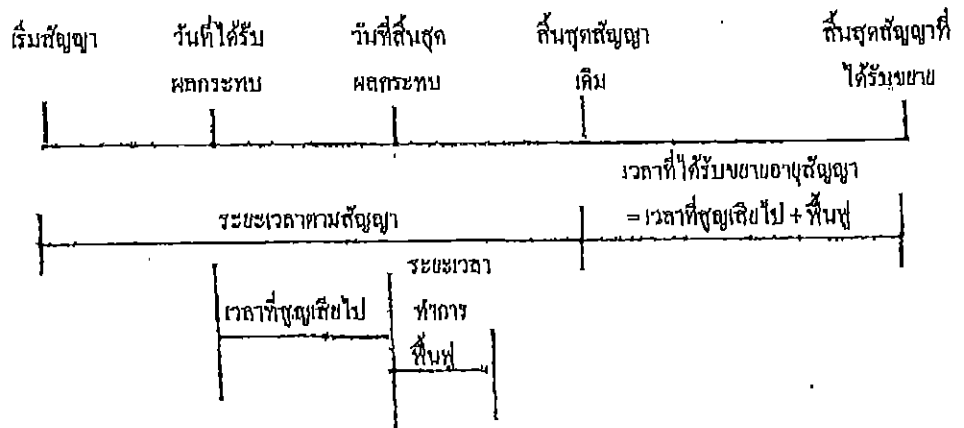 เริ่มสัญญา
วันที่ได้รับ
ผลกระทบ
วันที่สิ้นสุด
ผลกระทบ
สิ้นสุดสัญญา
เดิม
สิ้นสุดสัญญาที่
ได้รับขยาย
เวลาที่ได้รับขยายอายุสัญญา
= เวลาที่สูญเสียไป + ฟื้นฟู
ระยะเวลาตามสัญญา
เวลาที่สูญเสียไป
ระยะเวลา
ทำการ
ฟื้นฟู